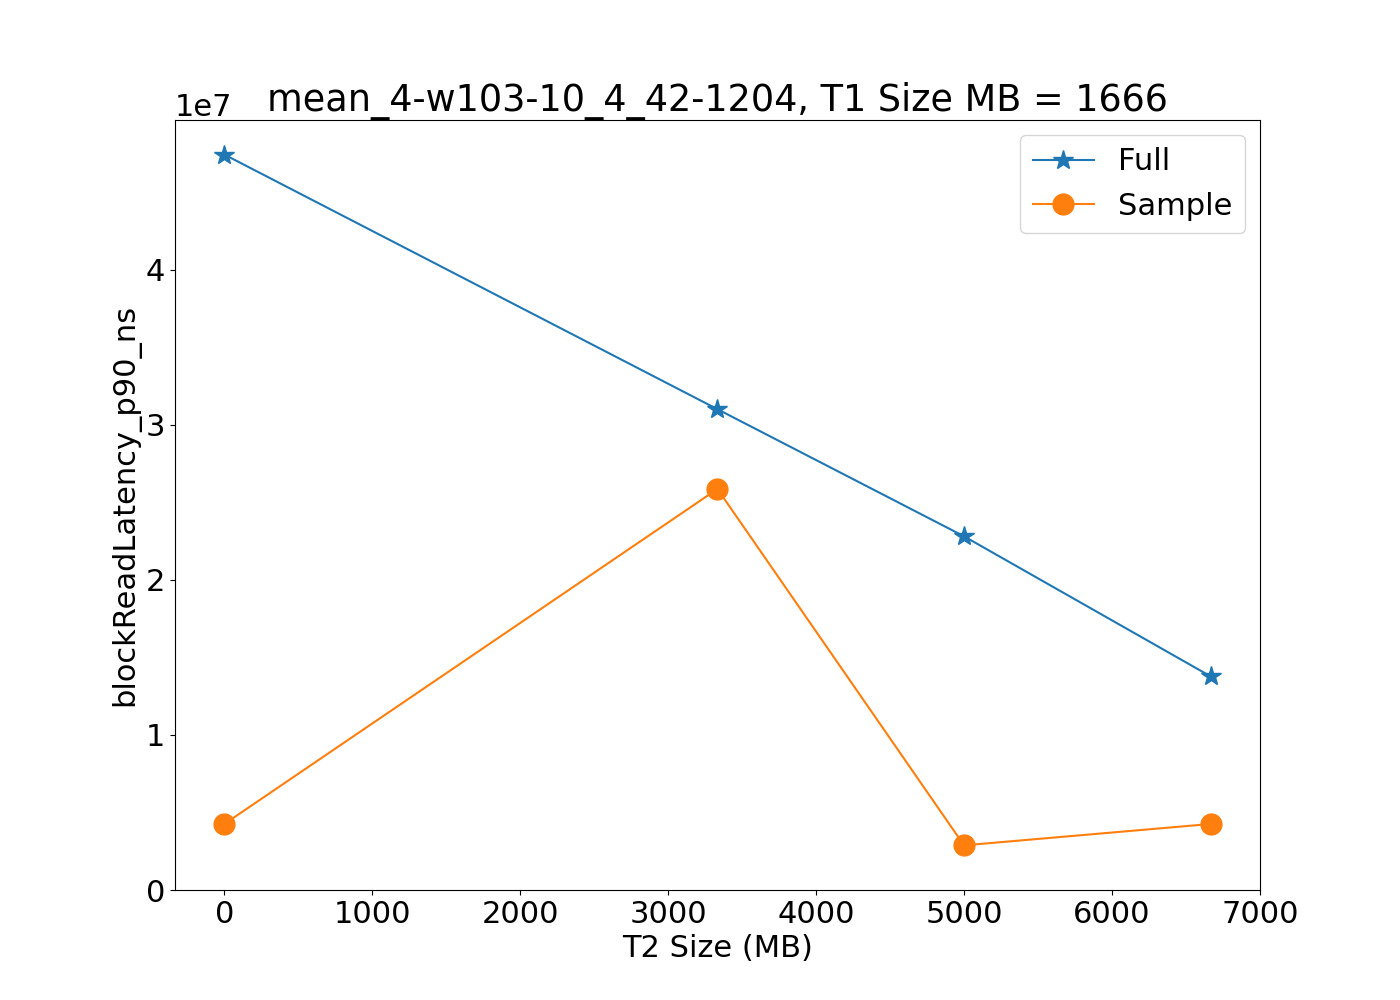 1e7
mean_4-w103-10_4_42-1204, T1 Size MB = 1666
Full
Sample
4
3
2
1
0
blockReadLatency_p90_ns
0 1000 2000 3000 4000 5000 6000 7000
T2 Size (MB)